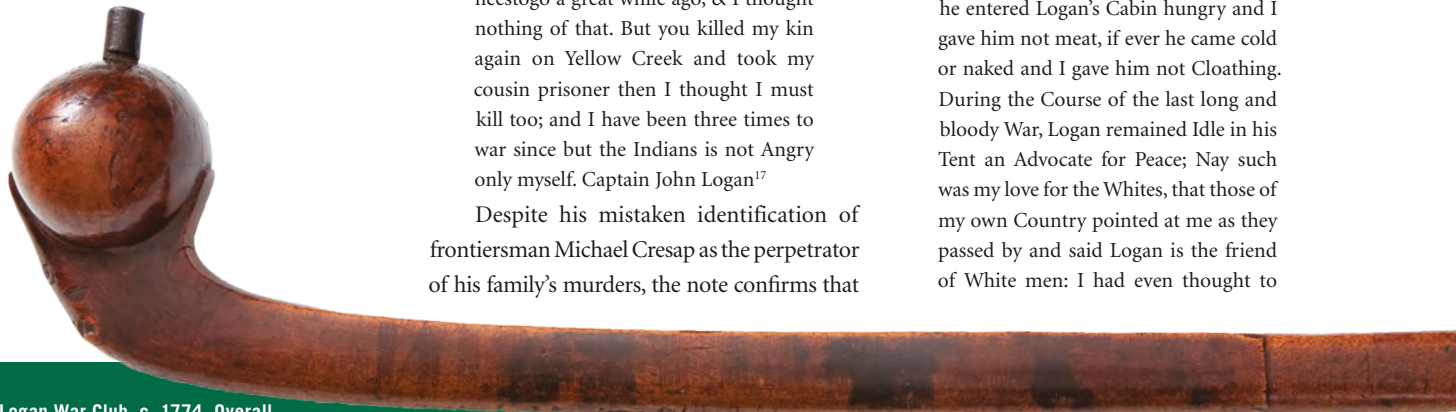 neestogo a great while ago, & I thought
nothing of that. But you killed my kin
again on Yellow Creek and took my
cousin prisoner then I thought I must
kill too; and I have been three times to
war since but the Indians is not Angry
only myself. Captain John Logan17
Despite his mistaken identification of
frontiersman Michael Cresap as the perpetrator
of his family’s murders, the note confirms that
he entered Logan’s Cabin hungry and I
gave him not meat, if ever he came cold
or naked and I gave him not Cloathing.
During the Course of the last long and
bloody War, Logan remained Idle in his
Tent an Advocate for Peace; Nay such
was my love for the Whites, that those of
my own Country pointed at me as they
passed by and said Logan is the friend
of White men: I had even thought to
Logan War Club, c. 1774. Overall